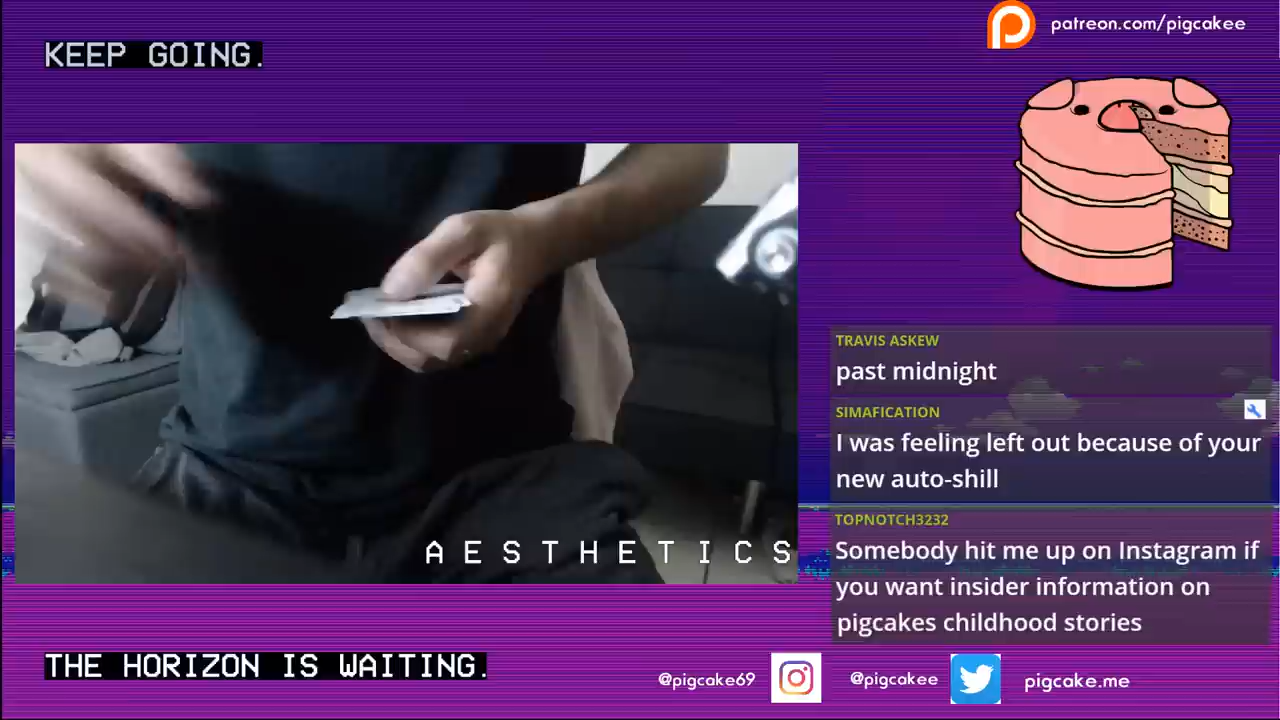 KEEP GOING.
patreon.com/pigcakee
TRAVIS ASKEW
past midnight
SIMAFICATION
I was feeling left out because of your
new auto-shill
TOPNOTCH3232
Somebody hit me up on Instagram if
you want insider information on
pigcakes childhood stories
A E S T H E T I C S
THE HORIZON IS WAITING.
@pigcake69
@pigcakee
pigcake.me